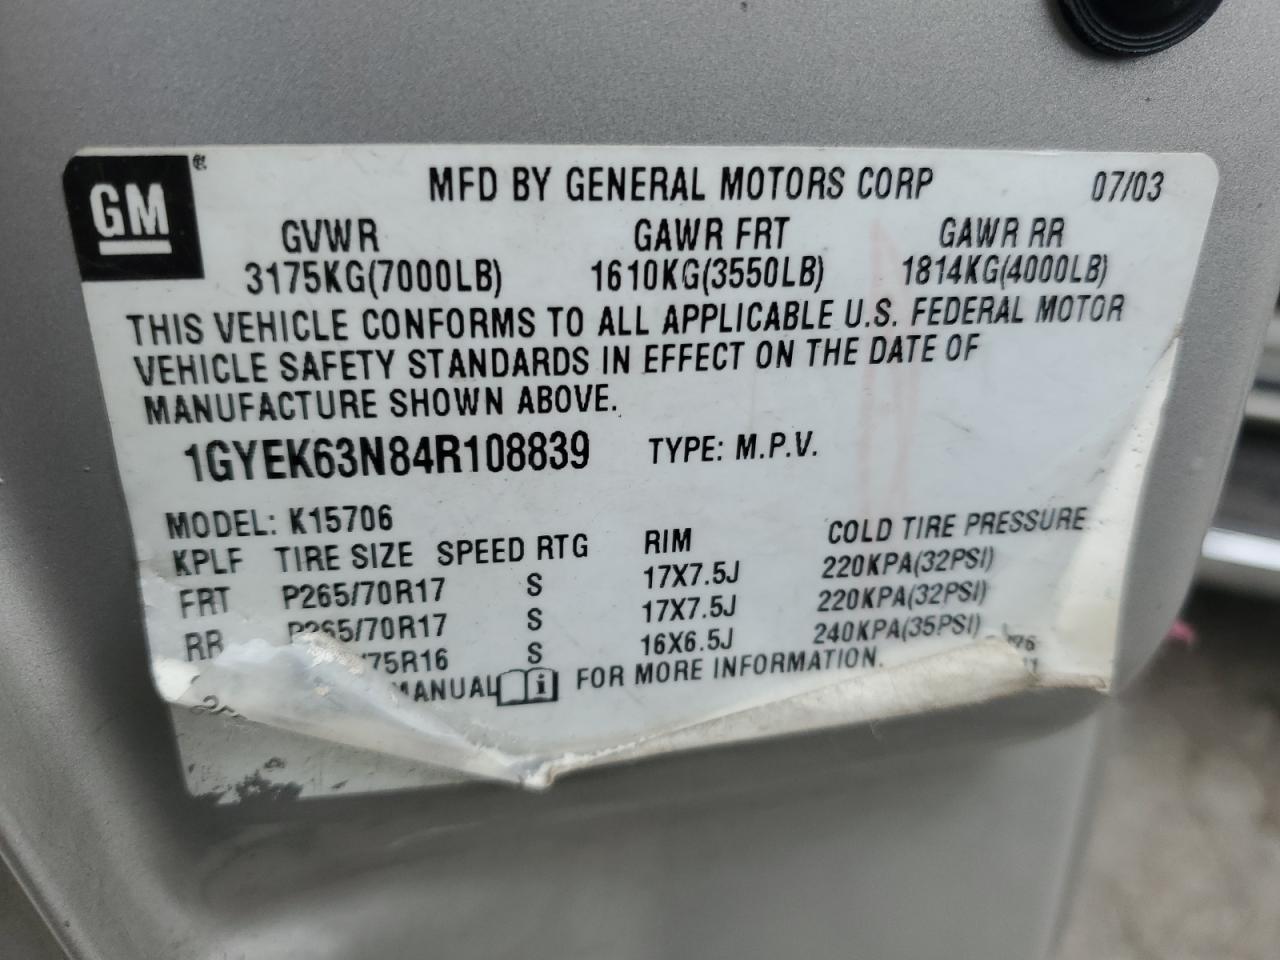 GM®
MFD BY GENERAL MOTORS CORP 07/03
GVWR GAWR FRT GAWR RR
3175KG(7000LB) 1610KG(3550LB) 1814KG(4000LB)
THIS VEHICLE CONFORMS TO ALL APPLICABLE U.S. FEDERAL MOTOR
VEHICLE SAFETY STANDARDS IN EFFECT ON THE DATE OF
MANUFACTURE SHOWN ABOVE.
1GYEK63N84R108839 TYPE: M.P.V.
MODEL: K15706
KPLF TIRE SIZE SPEED RTG RIM COLD TIRE PRESSURE
FRT P265/70R17 S 17X7.5J 220KPA(32PSI)
RR P265/70R17 S 17X7.5J 220KPA(32PSI)
/75R16 S 16X6.5J 240KPA(35PSI)
MANUAL i FOR MORE INFORMATION.